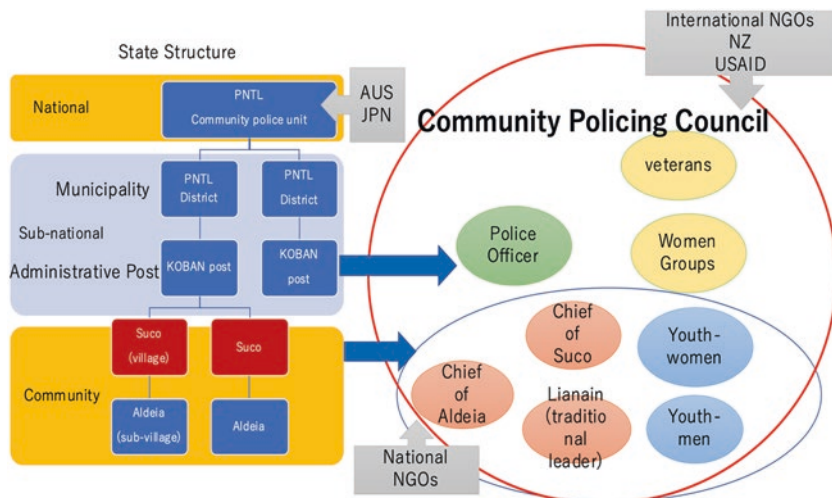 State Structure
National
PNTL
Community police unit
AUS
JPN
Municipality
Sub-national
Administrative Post
PNTL
District
PNTL
District
KOBAN post
KOBAN
post
Community
Suco
(village)
Suco
Aldeia
(sub-village)
Aldeia
International NGOs
NZ
USAID
Community Policing Council
veterans
Police
Officer
Women
Groups
Chief
of
Suco
Youth-
women
Chief
of
Aldeia
Lianain
(traditio
nal
leader)
Youth-
men
National
NGOs